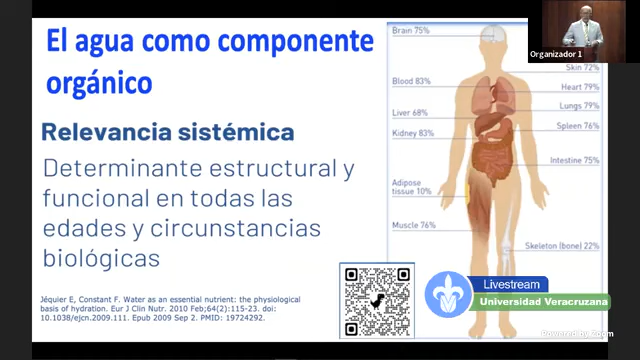 El agua como componente
orgánico
Relevancia sistémica
Determinante estructural y
funcional en todas las
edades y circunstancias
biológicas
Jéquier E, Constant F. Water as an essential nutrient: the physiological
basis of hydration. Eur J Clin Nutr. 2010 Feb;64(2):115-23. doi:
10.1038/ejcn.2009.111. Epub 2009 Sep 2. PMID: 19724292.
Brain 75%
Skin 72%
Blood 83%
Heart 79%
Lungs 79%
Liver 68%
Spleen 76%
Kidney 83%
Intestine 75%
Adipose
tissue 10%
Muscle 76%
Skeleton (bone) 22%
Organizador 1
Livestream
Universidad Veracruzana
Powered by Zoom